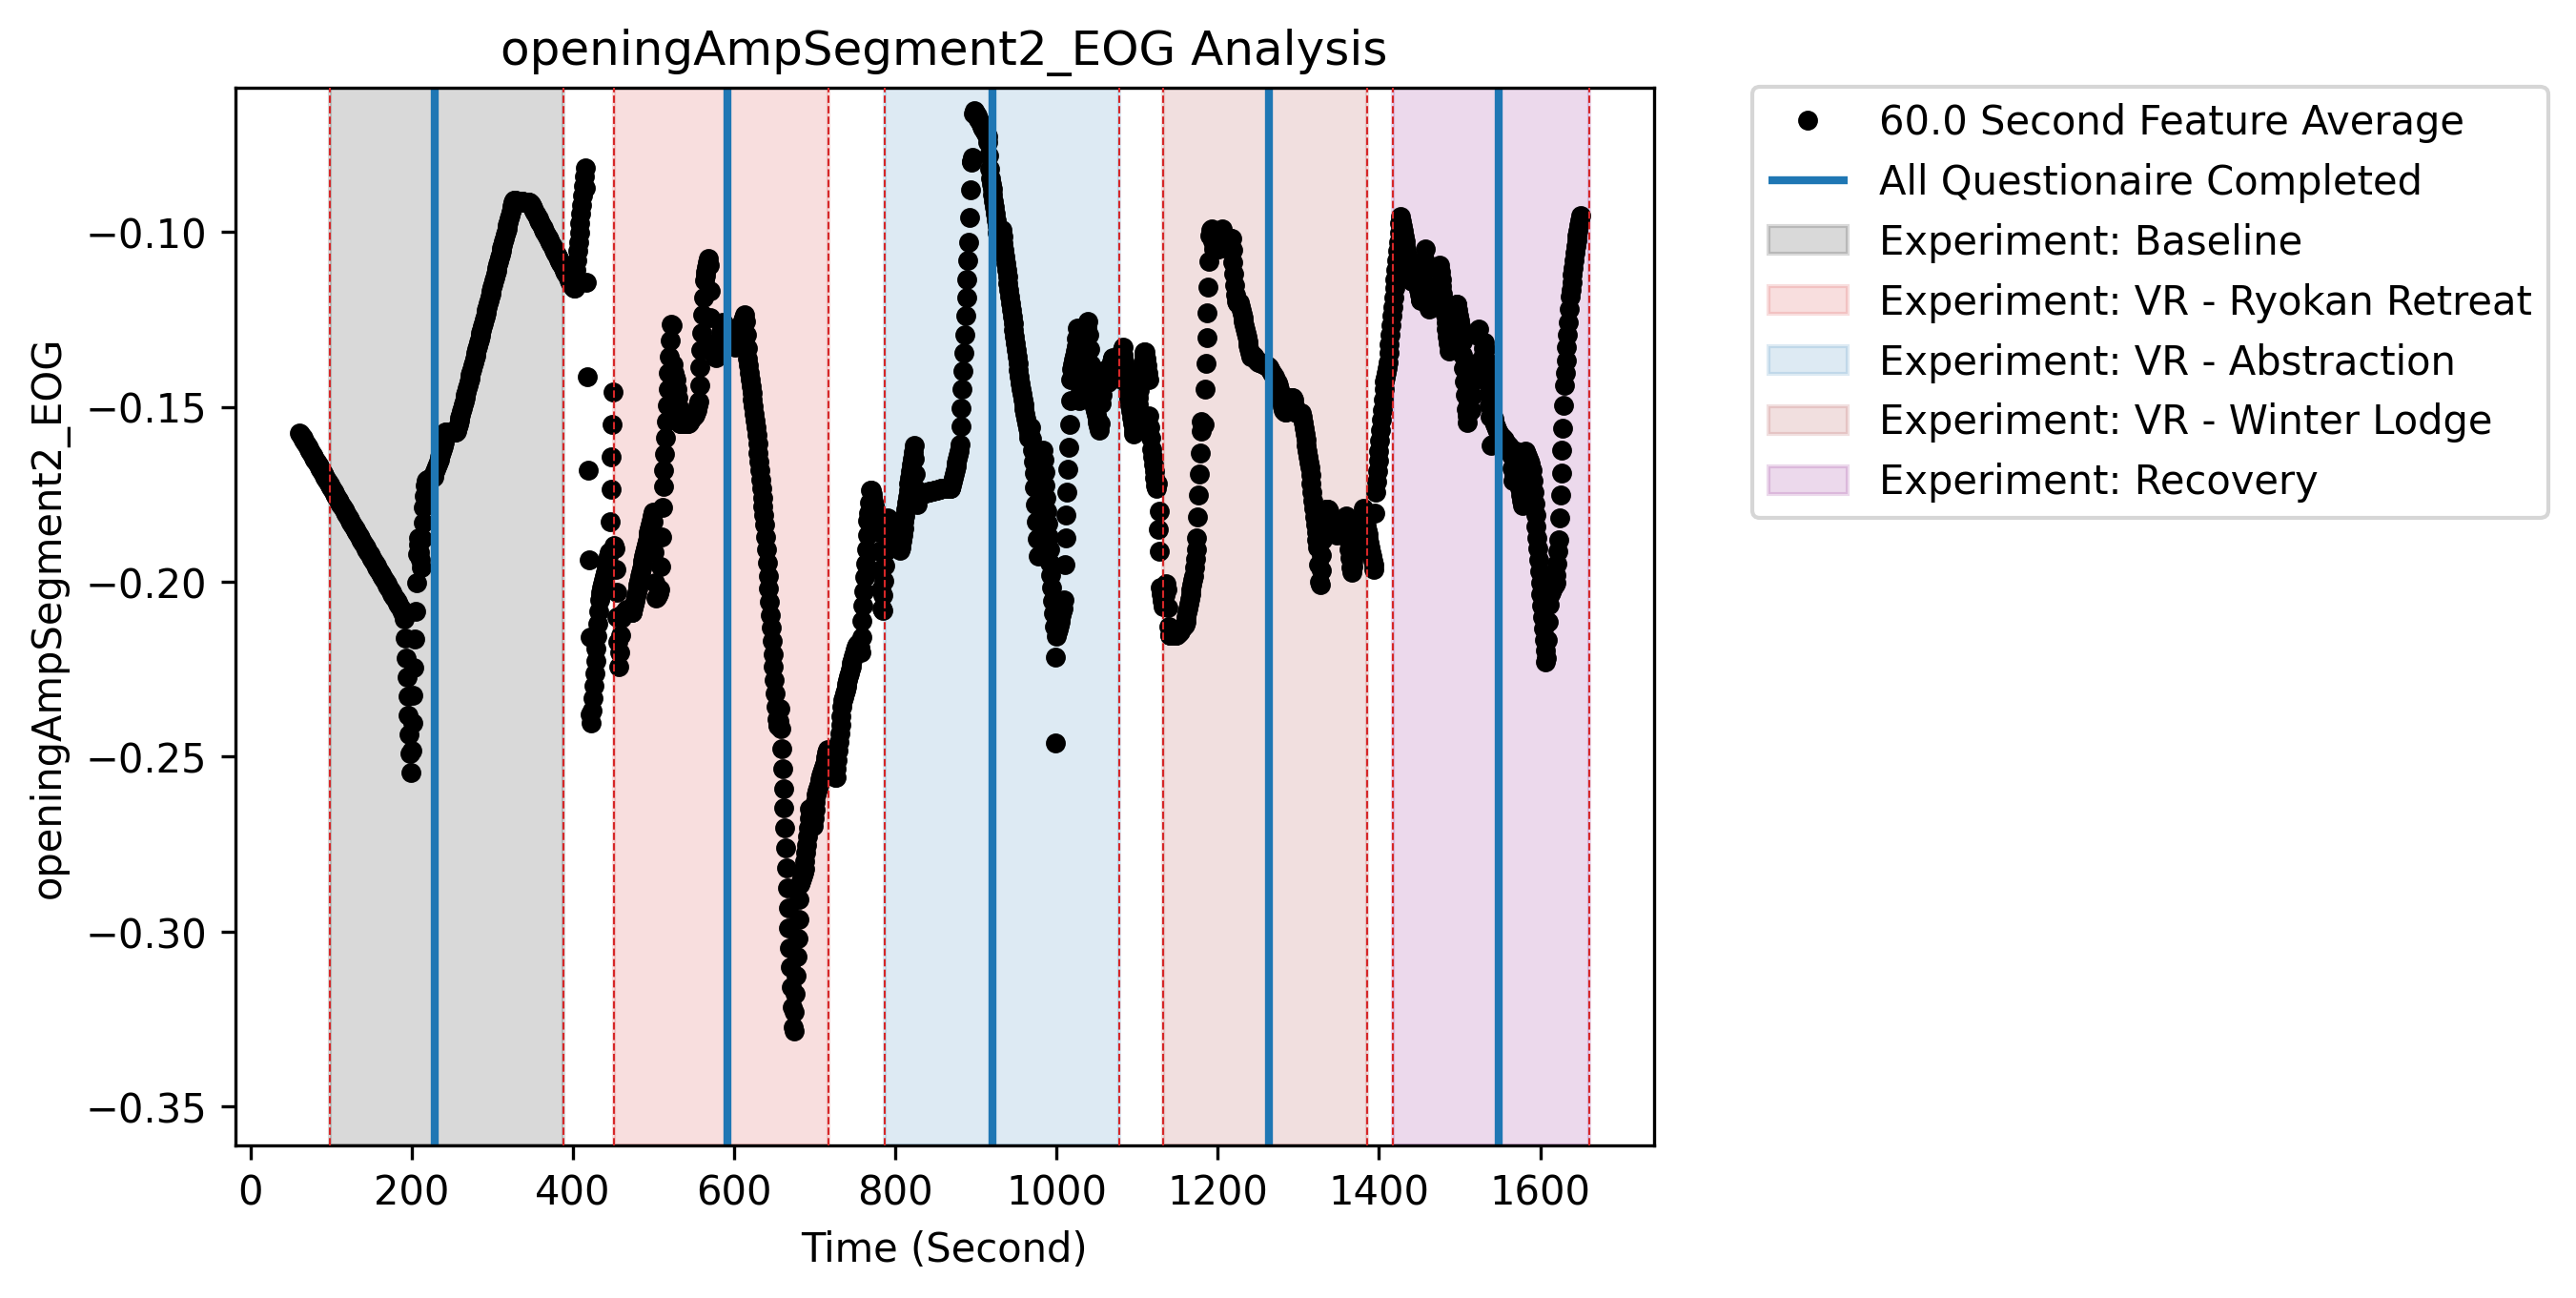 openingAmpSegment2_EOG Analysis
openingAmpSegment2_EOG
−0.10
−0.15
−0.20
−0.25
−0.30
−0.35
0 200 400 600 800 1000 1200 1400 1600
Time (Second)
60.0 Second Feature Average
All Questionaire Completed
Experiment: Baseline
Experiment: VR - Ryokan Retreat
Experiment: VR - Abstraction
Experiment: VR - Winter Lodge
Experiment: Recovery